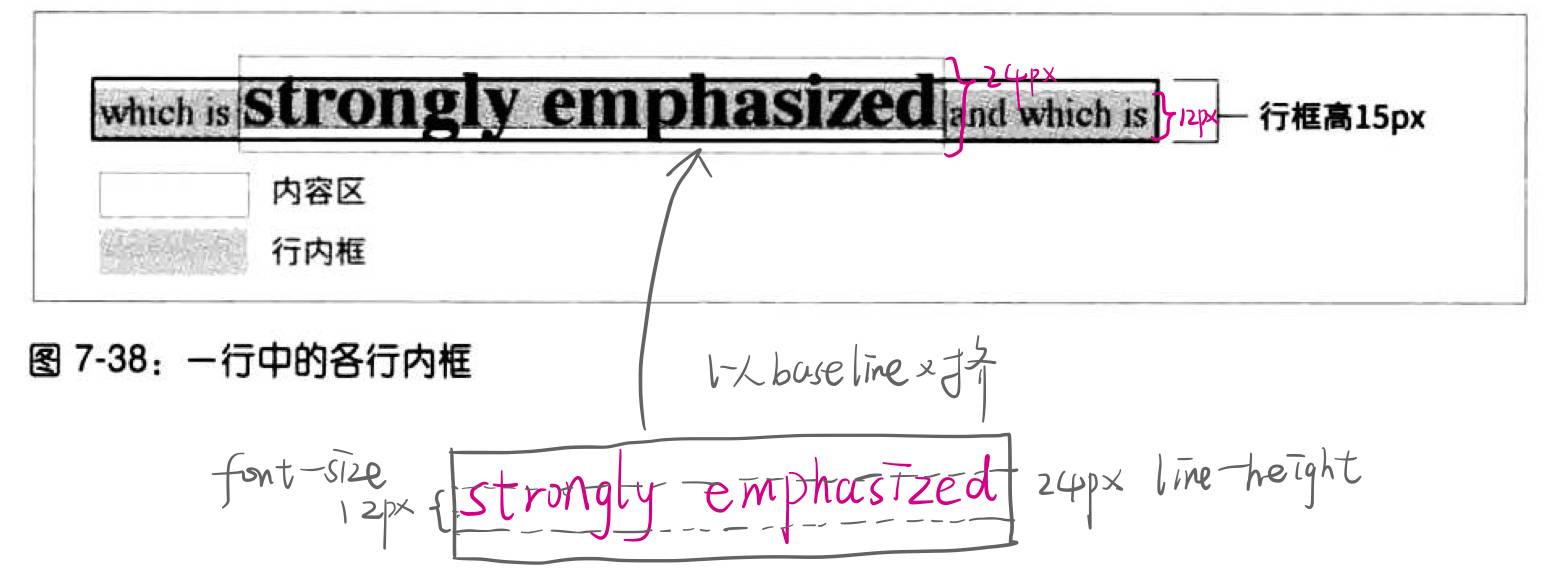 which is strongly emphasized and which is
24px
12px
行框高15px
内容区
行内框
图 7-38：一行中的各行内框
以baseline对齐
font-size
12px
strongly emphasized
24px line-height